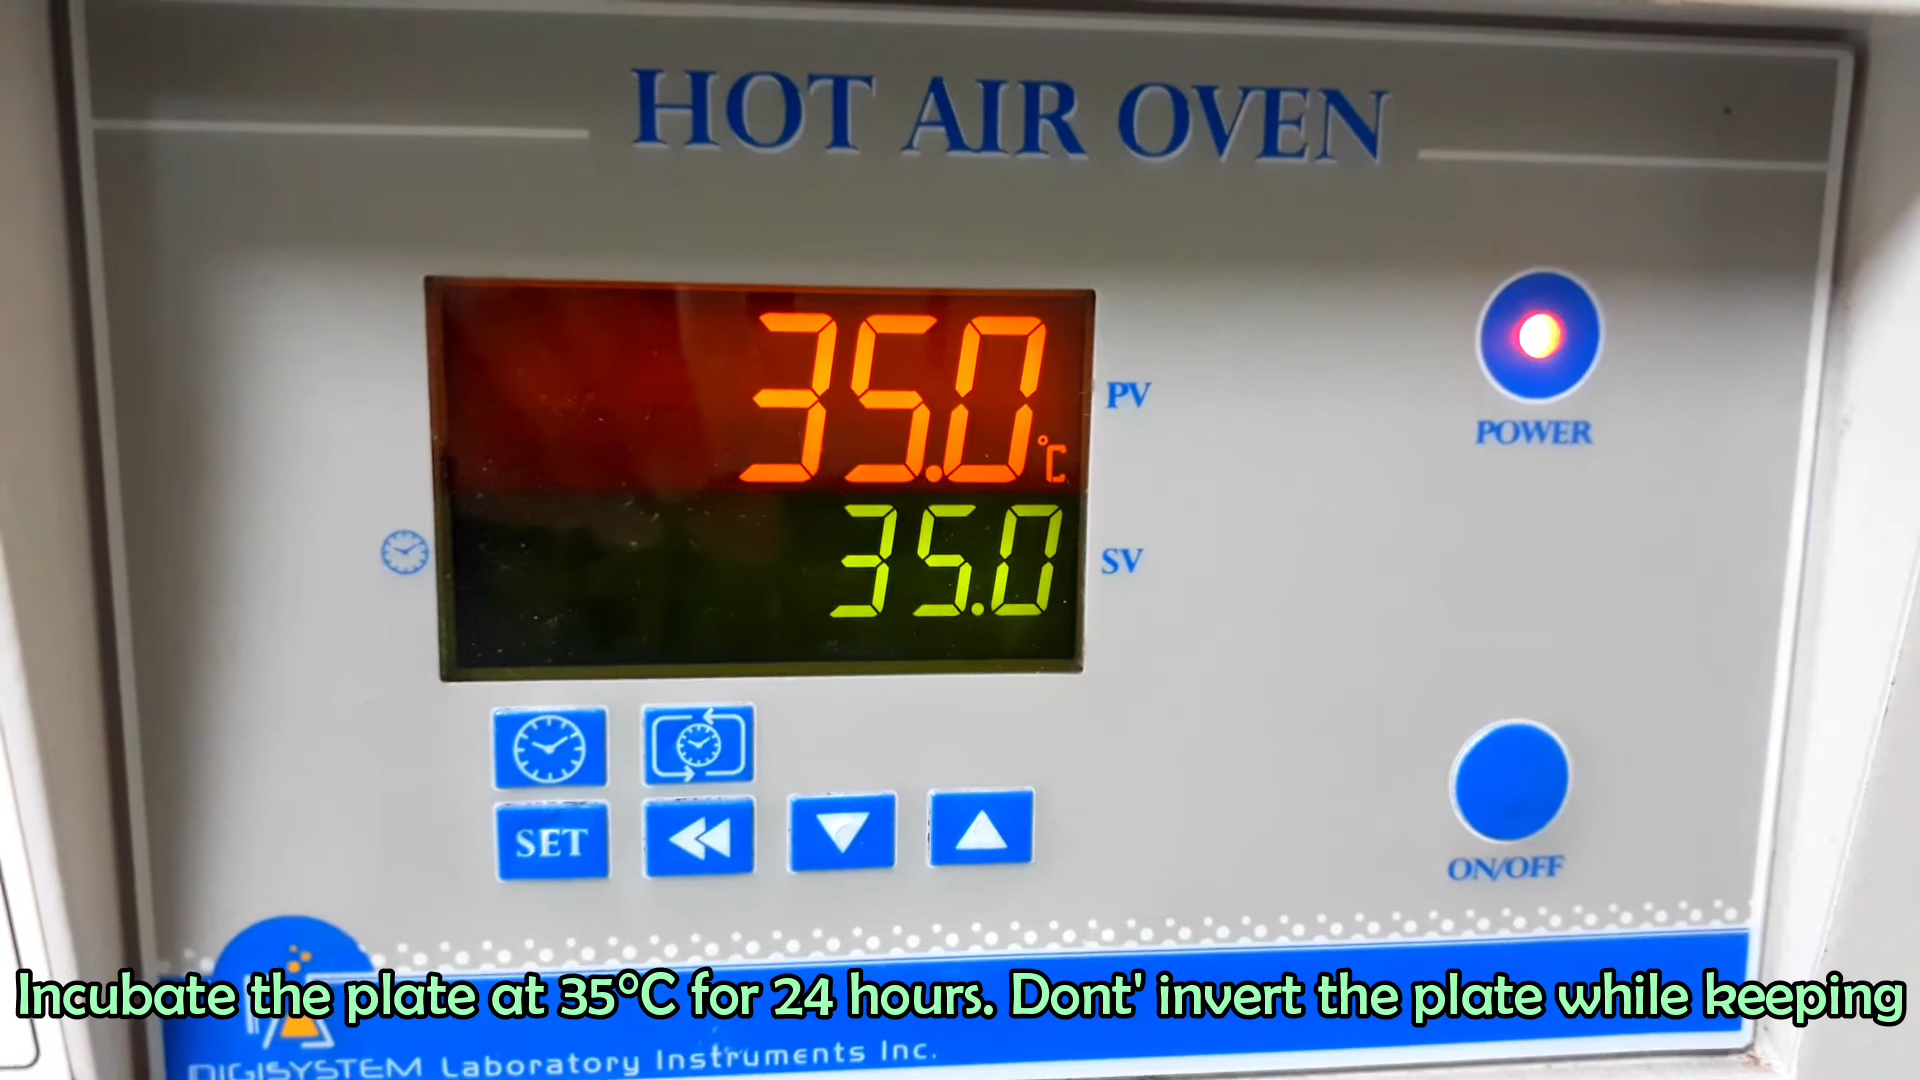 HOT AIR OVEN
35.0 °C PV
35.0 SV
POWER
SET
ON/OFF
Incubate the plate at 35°C for 24 hours. Dont' invert the plate while keeping
DIGISYSTEM Laboratory Instruments Inc.